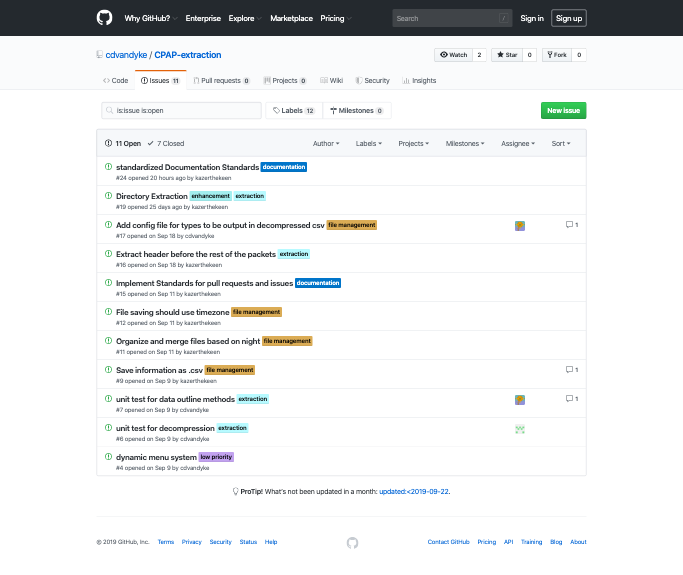 Why GitHub? Enterprise Explore Marketplace Pricing Search / Sign in Sign up
cdvandyke / CPAP-extraction Watch 2 Star 0 Fork 0
Code Issues 11 Pull requests 0 Projects 0 Wiki Security Insights
is:issue is:open Labels 12 Milestones 0 New issue
11 Open 7 Closed Author Labels Projects Milestones Assignee Sort
standardized Documentation Standards documentation
#24 opened 20 hours ago by kazerthekeen
Directory Extraction enhancement extraction
#19 opened 25 days ago by kazerthekeen
Add config file for types to be output in decompressed csv file management 1
#17 opened on Sep 18 by cdvandyke
Extract header before the rest of the packets extraction
#16 opened on Sep 18 by kazerthekeen
Implement Standards for pull requests and issues documentation
#15 opened on Sep 11 by kazerthekeen
File saving should use timezone file management
#12 opened on Sep 11 by kazerthekeen
Organize and merge files based on night file management
#11 opened on Sep 11 by kazerthekeen
Save information as .csv file management 1
#9 opened on Sep 9 by kazerthekeen
unit test for data outline methods extraction 1
#7 opened on Sep 9 by cdvandyke
unit test for decompression extraction
#6 opened on Sep 9 by cdvandyke
dynamic menu system low priority
#4 opened on Sep 9 by cdvandyke
ProTip! What's not been updated in a month: updated:<2019-09-22.
© 2019 GitHub, Inc. Terms Privacy Security Status Help Contact GitHub Pricing API Training Blog About